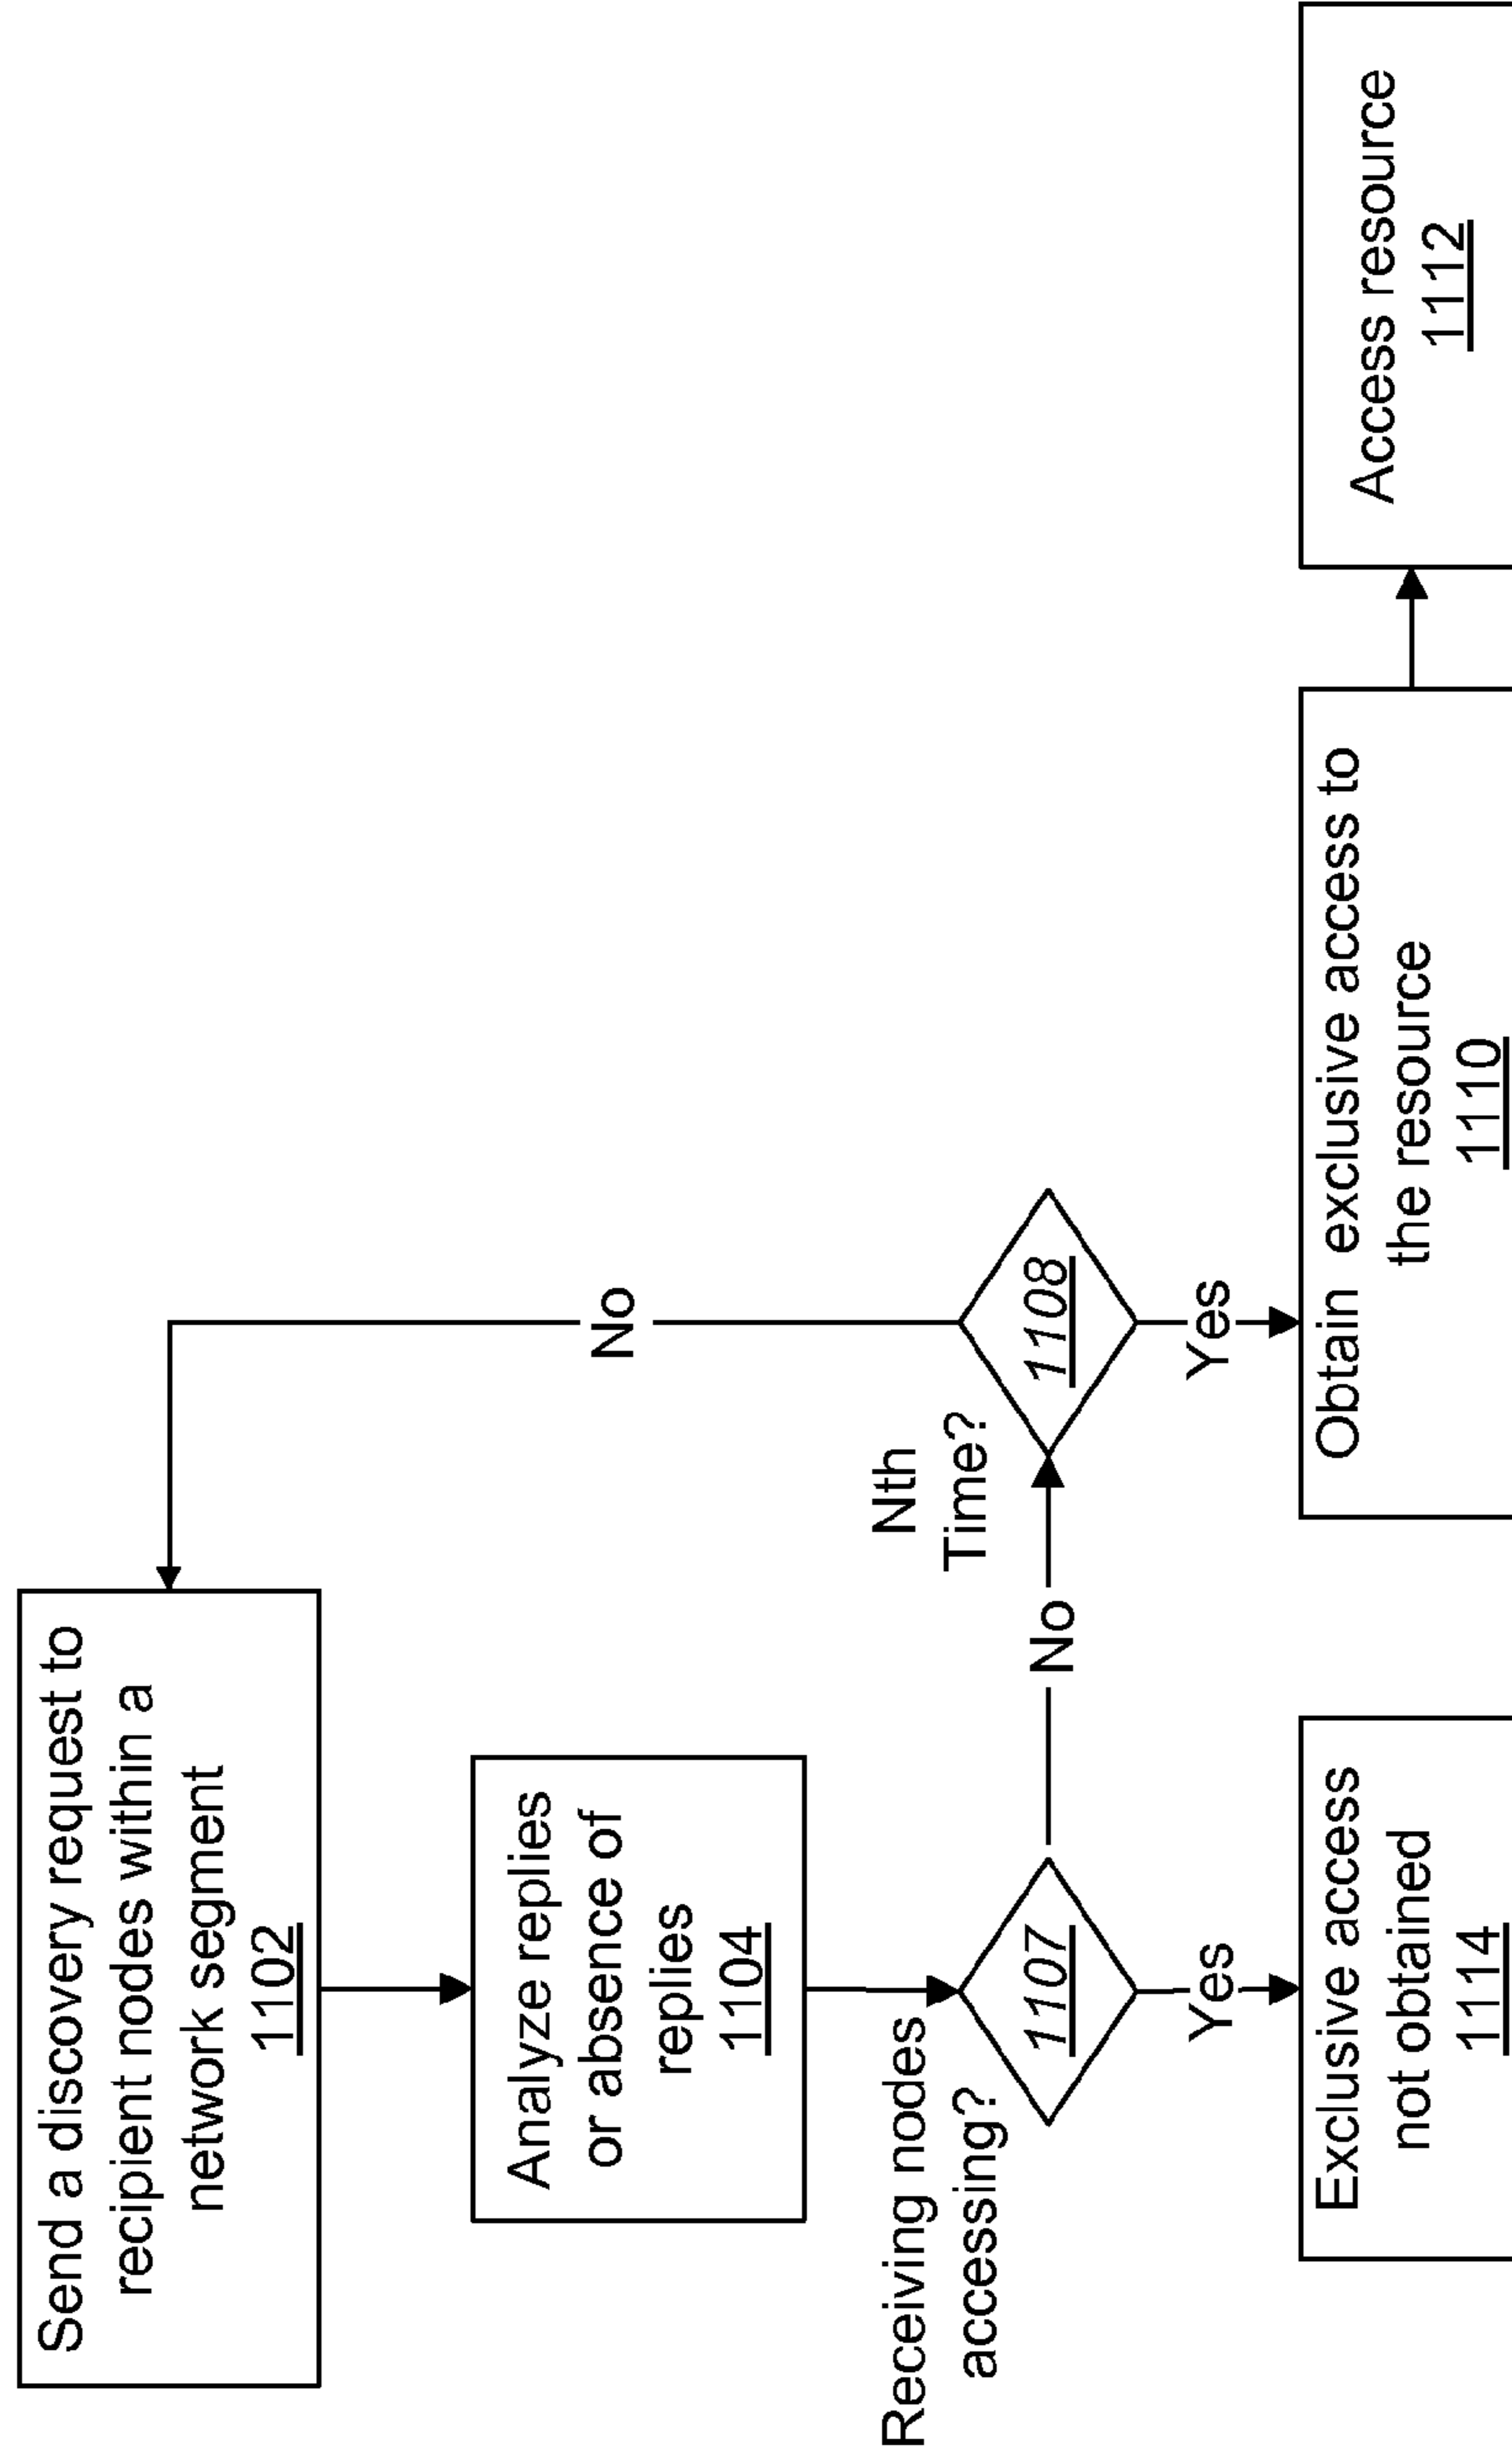 Send a discovery request to
recipient nodes within a
network segment
1102
Analyze replies
or absence of
replies
1104
Receiving nodes
accessing?
1107
No
Yes
Nth
Time?
1108
No
Yes
Exclusive access
not obtained
1114
Obtain exclusive access to
the resource
1110
Access resource
1112